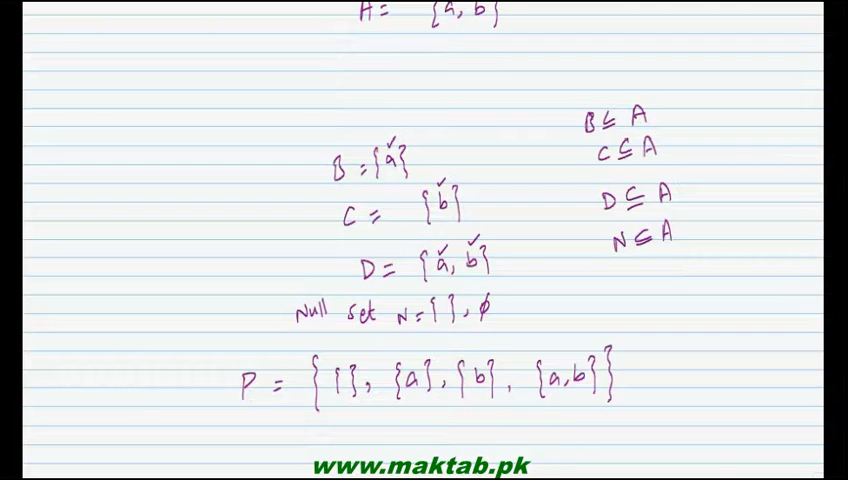 A = {a, b}
B ⊆ A
B = {a}
C ⊆ A
C = {b}
D ⊆ A
D = {a, b}
N ⊆ A
Null set N = { }, ϕ
P = { { }, {a}, {b}, {a,b} }
www.maktab.pk